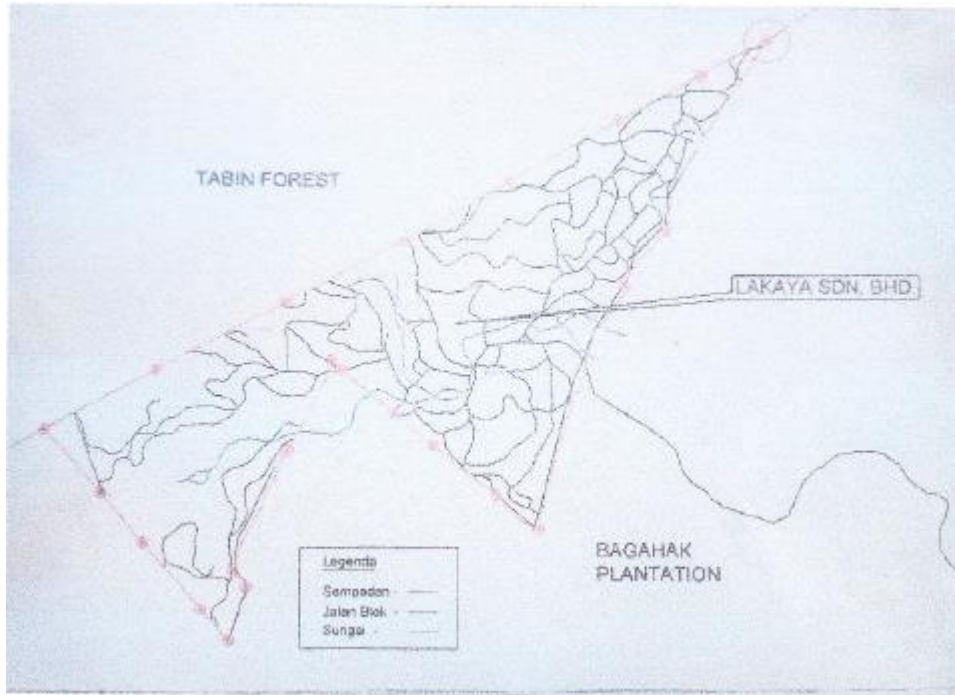 TABIN FOREST
LAKAYA SDN. BHD.
BAGAHAK
PLANTATION
Legenda
Sempadan -
Jalan Blok -
Sungai -